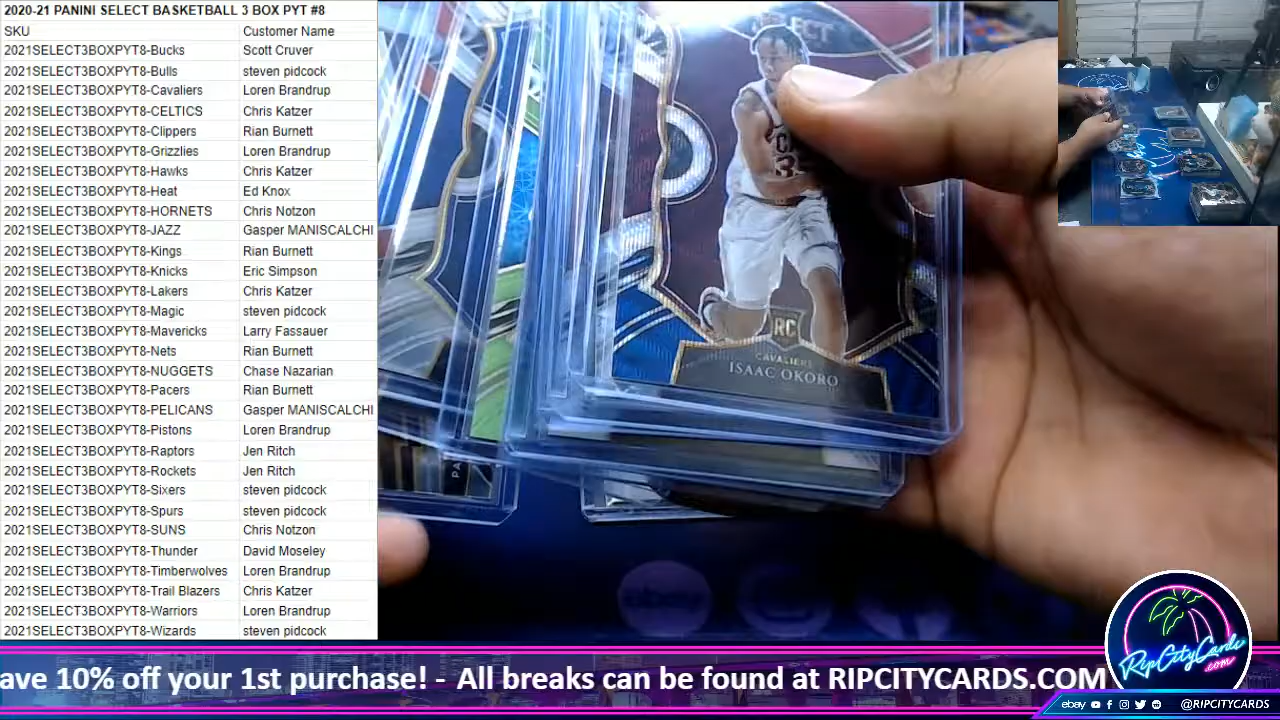 2020-21 PANINI SELECT BASKETBALL 3 BOX PYT #8
SKU Customer Name
2021SELECT3BOXPYT8-Bucks Scott Cruver
2021SELECT3BOXPYT8-Bulls steven pidcock
2021SELECT3BOXPYT8-Cavaliers Loren Brandrup
2021SELECT3BOXPYT8-CELTICS Chris Katzer
2021SELECT3BOXPYT8-Clippers Rian Burnett
2021SELECT3BOXPYT8-Grizzlies Loren Brandrup
2021SELECT3BOXPYT8-Hawks Chris Katzer
2021SELECT3BOXPYT8-Heat Ed Knox
2021SELECT3BOXPYT8-HORNETS Chris Notzon
2021SELECT3BOXPYT8-JAZZ Gasper MANISCALCHI
2021SELECT3BOXPYT8-Kings Rian Burnett
2021SELECT3BOXPYT8-Knicks Eric Simpson
2021SELECT3BOXPYT8-Lakers Chris Katzer
2021SELECT3BOXPYT8-Magic steven pidcock
2021SELECT3BOXPYT8-Mavericks Larry Fassauer
2021SELECT3BOXPYT8-Nets Rian Burnett
2021SELECT3BOXPYT8-NUGGETS Chase Nazarian
2021SELECT3BOXPYT8-Pacers Rian Burnett
2021SELECT3BOXPYT8-PELICANS Gasper MANISCALCHI
2021SELECT3BOXPYT8-Pistons Loren Brandrup
2021SELECT3BOXPYT8-Raptors Jen Ritch
2021SELECT3BOXPYT8-Rockets Jen Ritch
2021SELECT3BOXPYT8-Sixers steven pidcock
2021SELECT3BOXPYT8-Spurs steven pidcock
2021SELECT3BOXPYT8-SUNS Chris Notzon
2021SELECT3BOXPYT8-Thunder David Moseley
2021SELECT3BOXPYT8-Timberwolves Loren Brandrup
2021SELECT3BOXPYT8-Trail Blazers Chris Katzer
2021SELECT3BOXPYT8-Warriors Loren Brandrup
2021SELECT3BOXPYT8-Wizards steven pidcock
SELECT
RC
CAVALIERS
ISAAC OKORO
PA
ave 10% off your 1st purchase! - All breaks can be found at RIPCITYCARDS.COM
RipCityCards
.com
ebay @RIPCITYCARDS